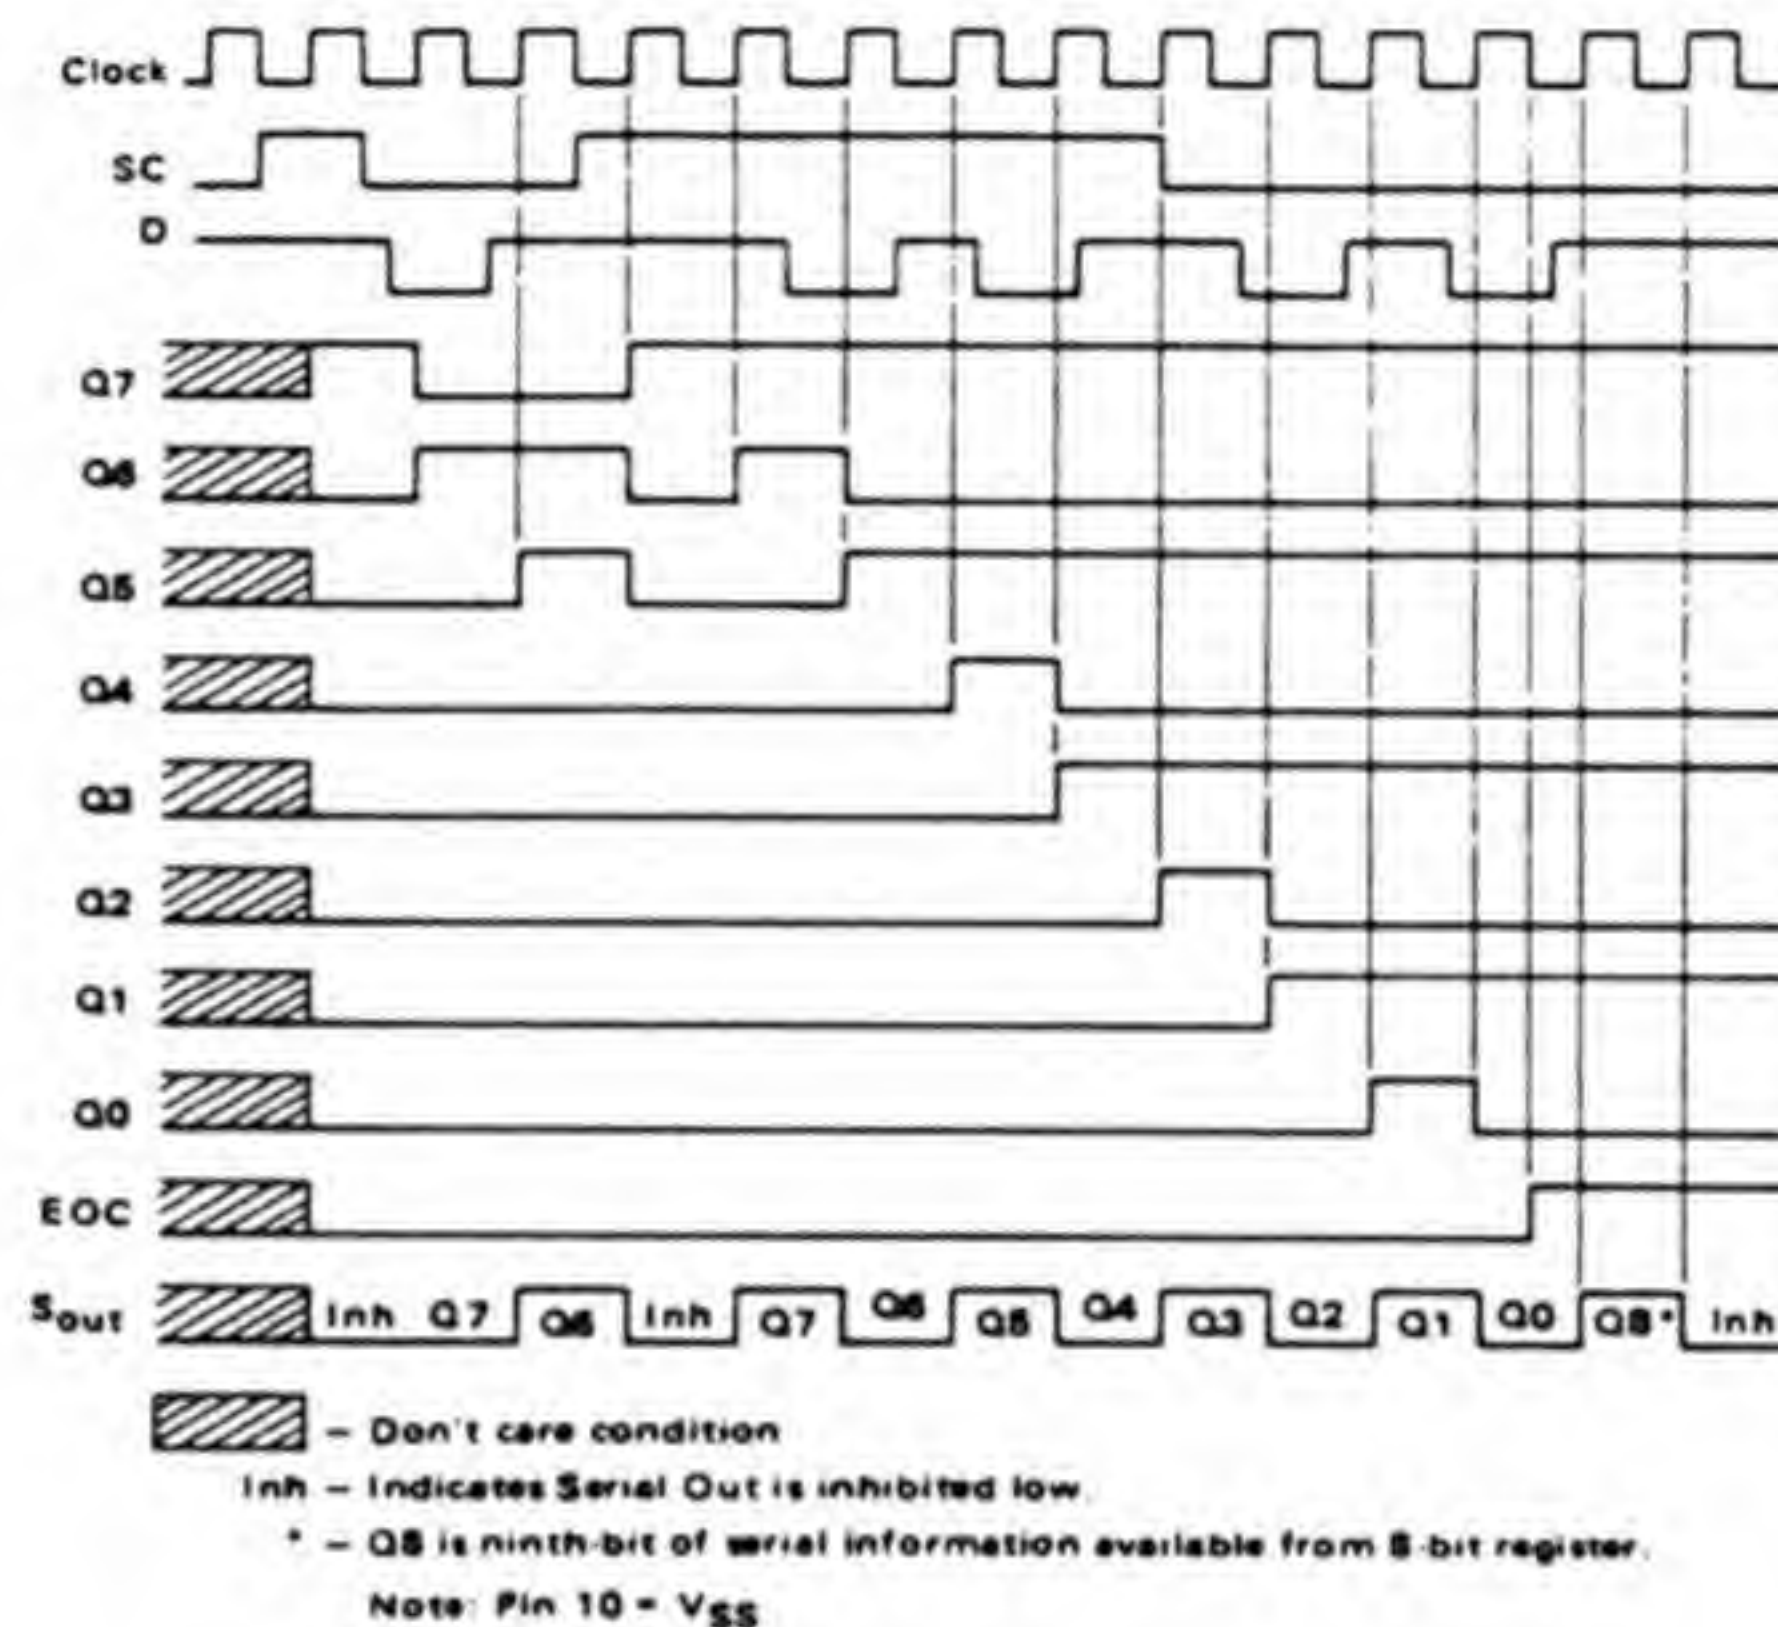 Clock
SC
D
Q7
Q6
Q5
Q4
Q3
Q2
Q1
Q0
EOC
Sout Inh Q7 Q6 Inh Q7 Q6 Q5 Q4 Q3 Q2 Q1 Q0 Q8* Inh
– Don't care condition
Inh – Indicates Serial Out is inhibited low.
* – Q8 is ninth-bit of serial information available from 8-bit register.
Note: Pin 10 = VSS